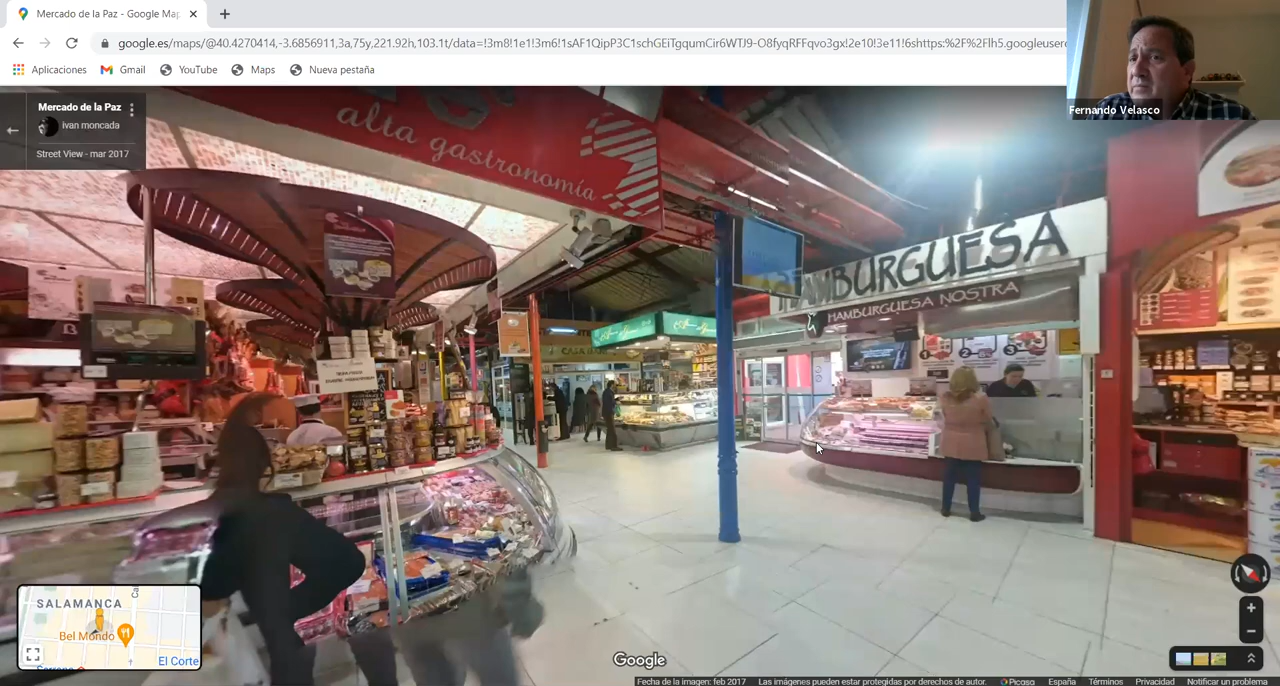 Mercado de la Paz - Google Ma
google.es/maps/@40.4270414,-3.6856911,3a,75y,221.92h,103.1t/data=!3m8!1e1!3m6!1sAF1QipP3C1schGEiTgqumCir6WTJ9-O8fyqRFFqvo3gx!2e10!3e11!6shttps:%2F%2Flh5.googleuserc
Aplicaciones
Gmail
YouTube
Maps
Nueva pestaña
Fernando Velasco
Mercado de la Paz
ivan moncada
Street View - mar 2017
alta gastronomía
HAMBURGUESA
HAMBURGUESA NOSTRA
1
2
3
SALAMANCA
Bel Mondo
Serrano
El Corte
Google
Fecha de la imagen: feb 2017
Las imágenes pueden estar protegidas por derechos de autor.
Picasa
España
Términos
Privacidad
Notificar un problema